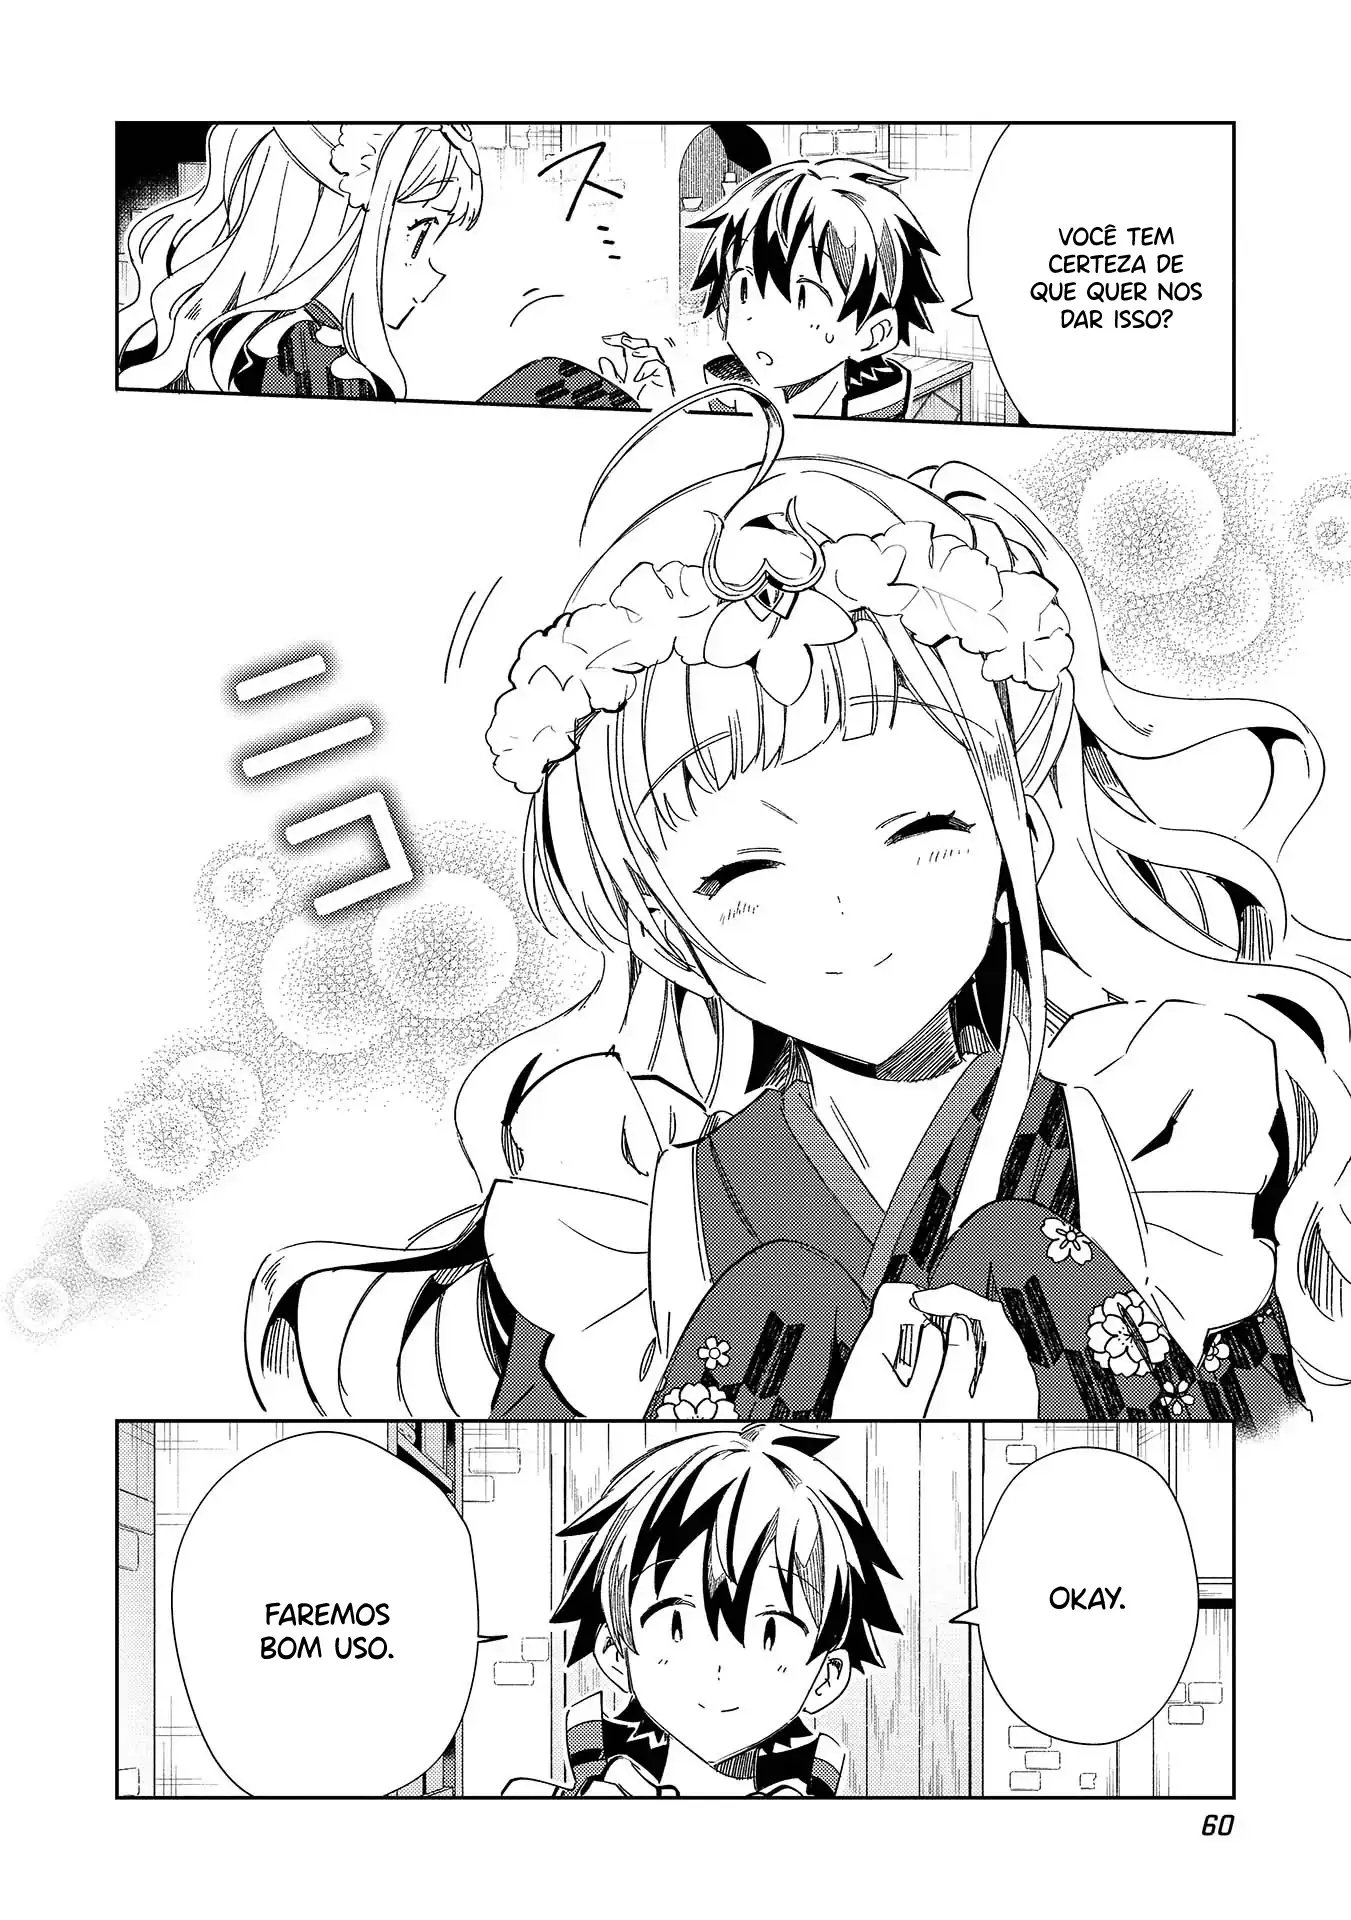 VOCÊ TEM
CERTEZA DE
QUE QUER NOS
DAR ISSO?
ス
ニコ
OKAY.
FAREMOS
BOM USO.
60